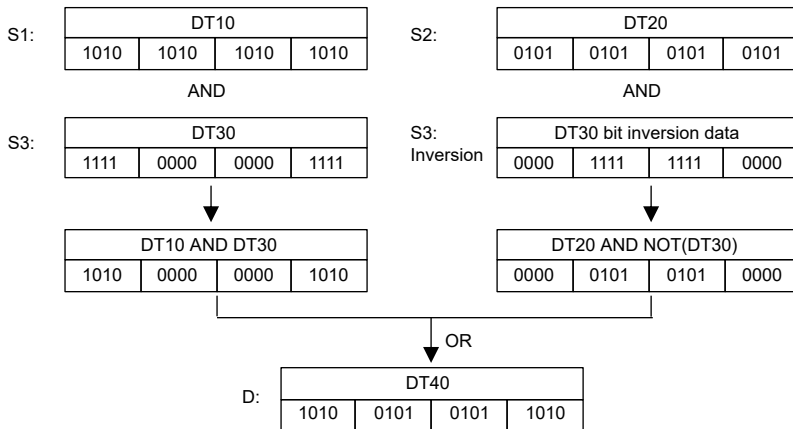 S1:
DT10
1010 1010 1010 1010
AND
S3:
DT30
1111 0000 0000 1111
DT10 AND DT30
1010 0000 0000 1010
S2:
DT20
0101 0101 0101 0101
AND
S3:
Inversion
DT30 bit inversion data
0000 1111 1111 0000
DT20 AND NOT(DT30)
0000 0101 0101 0000
OR
D:
DT40
1010 0101 0101 1010